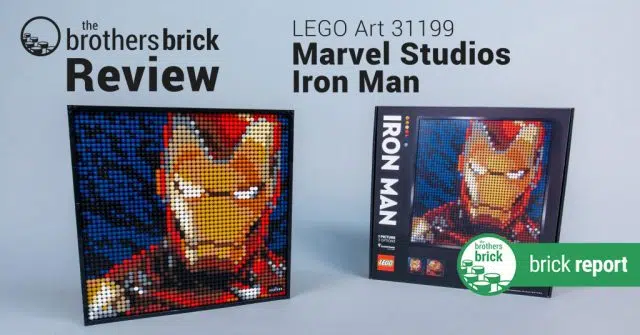 the
brothers brick
Review
LEGO Art 31199
Marvel Studios
Iron Man
IRON MAN
LEGO
the
brothers
brick
brick report